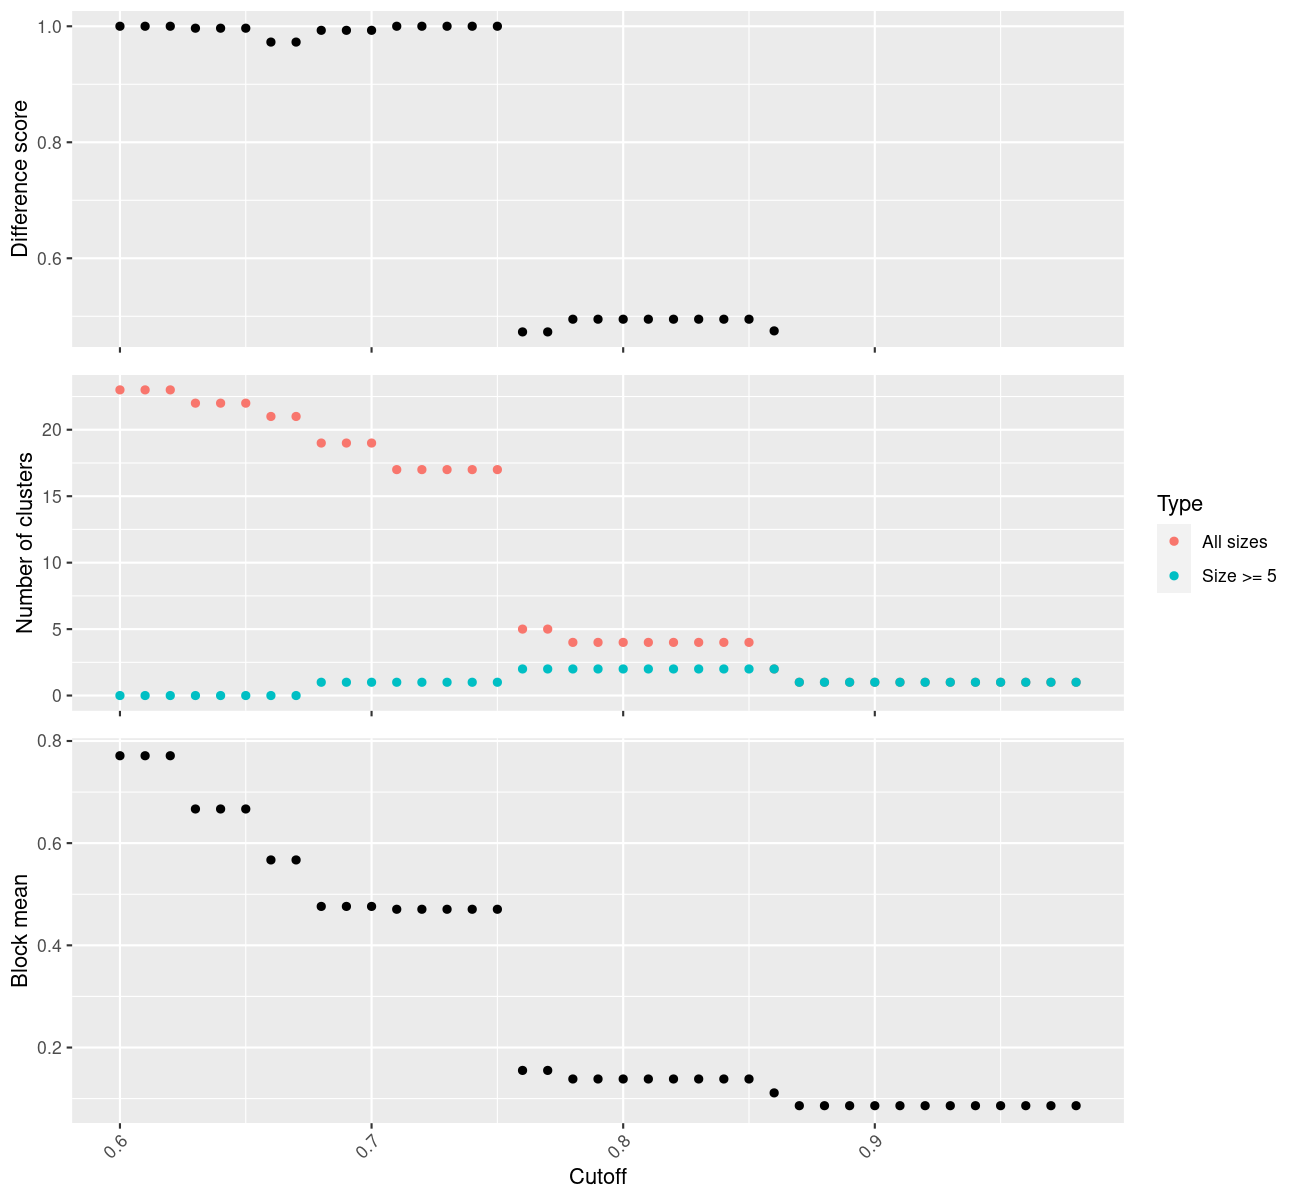 Difference score
1.0
0.8
0.6
Number of clusters
20
15
10
5
0
Type
All sizes
Size >= 5
Block mean
0.8
0.6
0.4
0.2
0.6
0.7
0.8
0.9
Cutoff